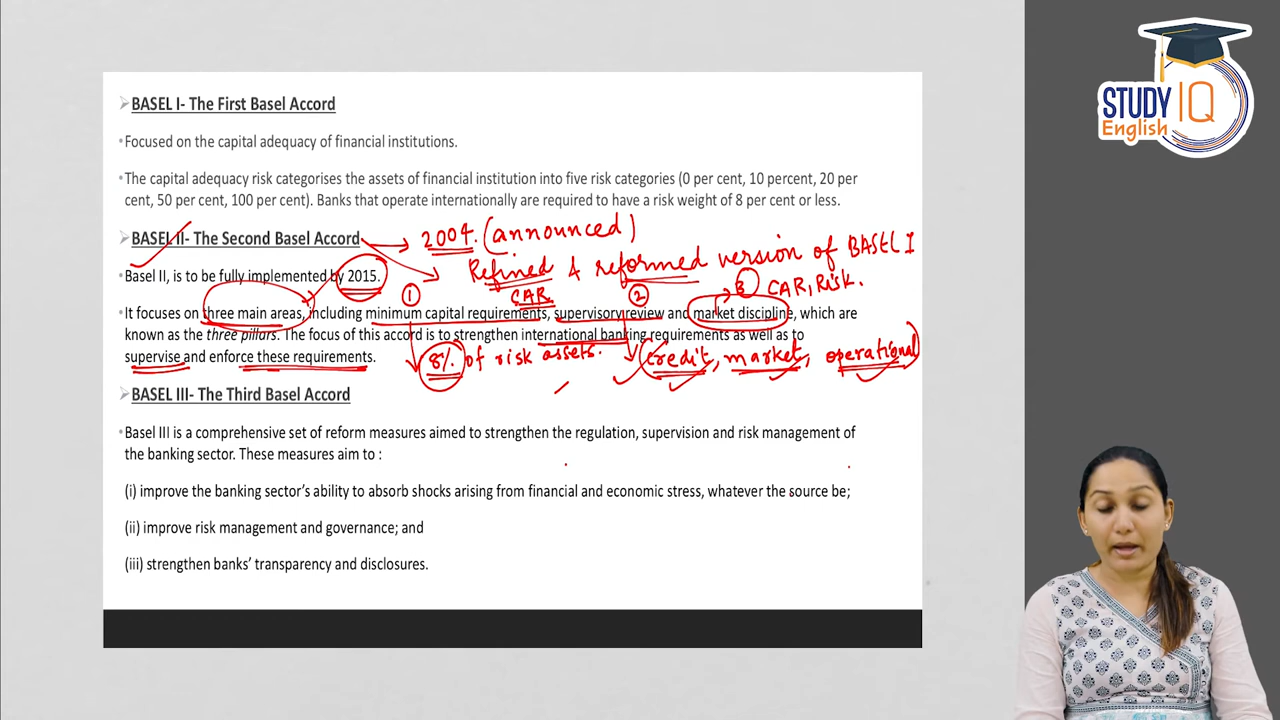 BASEL I- The First Basel Accord
Focused on the capital adequacy of financial institutions.
The capital adequacy risk categorises the assets of financial institution into five risk categories (0 per cent, 10 percent, 20 per
cent, 50 per cent, 100 per cent). Banks that operate internationally are required to have a risk weight of 8 per cent or less.
BASEL II- The Second Basel Accord
2004. (announced)
Refined & reformed version of BASEL I
Basel II, is to be fully implemented by 2015.
1
CAR
2
3
CAR, Risk.
It focuses on three main areas, including minimum capital requirements, supervisory review and market discipline, which are
known as the three pillars. The focus of this accord is to strengthen international banking requirements as well as to
supervise and enforce these requirements.
8% of risk assets.
(credit, market, operational)
BASEL III- The Third Basel Accord
Basel III is a comprehensive set of reform measures aimed to strengthen the regulation, supervision and risk management of
the banking sector. These measures aim to :
(i) improve the banking sector's ability to absorb shocks arising from financial and economic stress, whatever the source be;
(ii) improve risk management and governance; and
(iii) strengthen banks' transparency and disclosures.
STUDY IQ
English